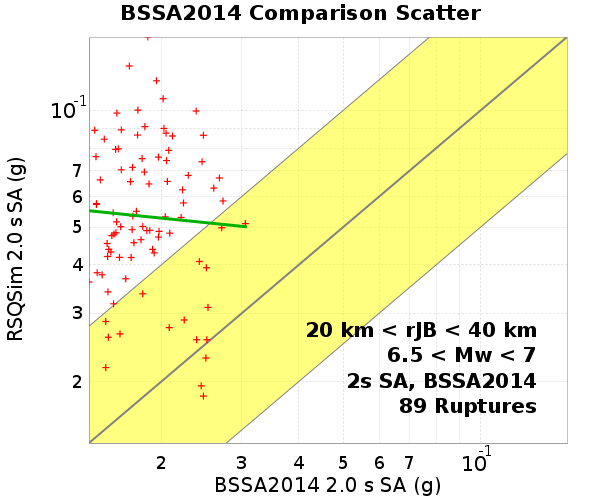 BSSA2014 Comparison Scatter
RSQSim 2.0 s SA (g)
10-1
7
6
5
4
3
2
20 km < rJB < 40 km
6.5 < Mw < 7
2s SA, BSSA2014
89 Ruptures
2 3 4 5 6 7 10-1
BSSA2014 2.0 s SA (g)